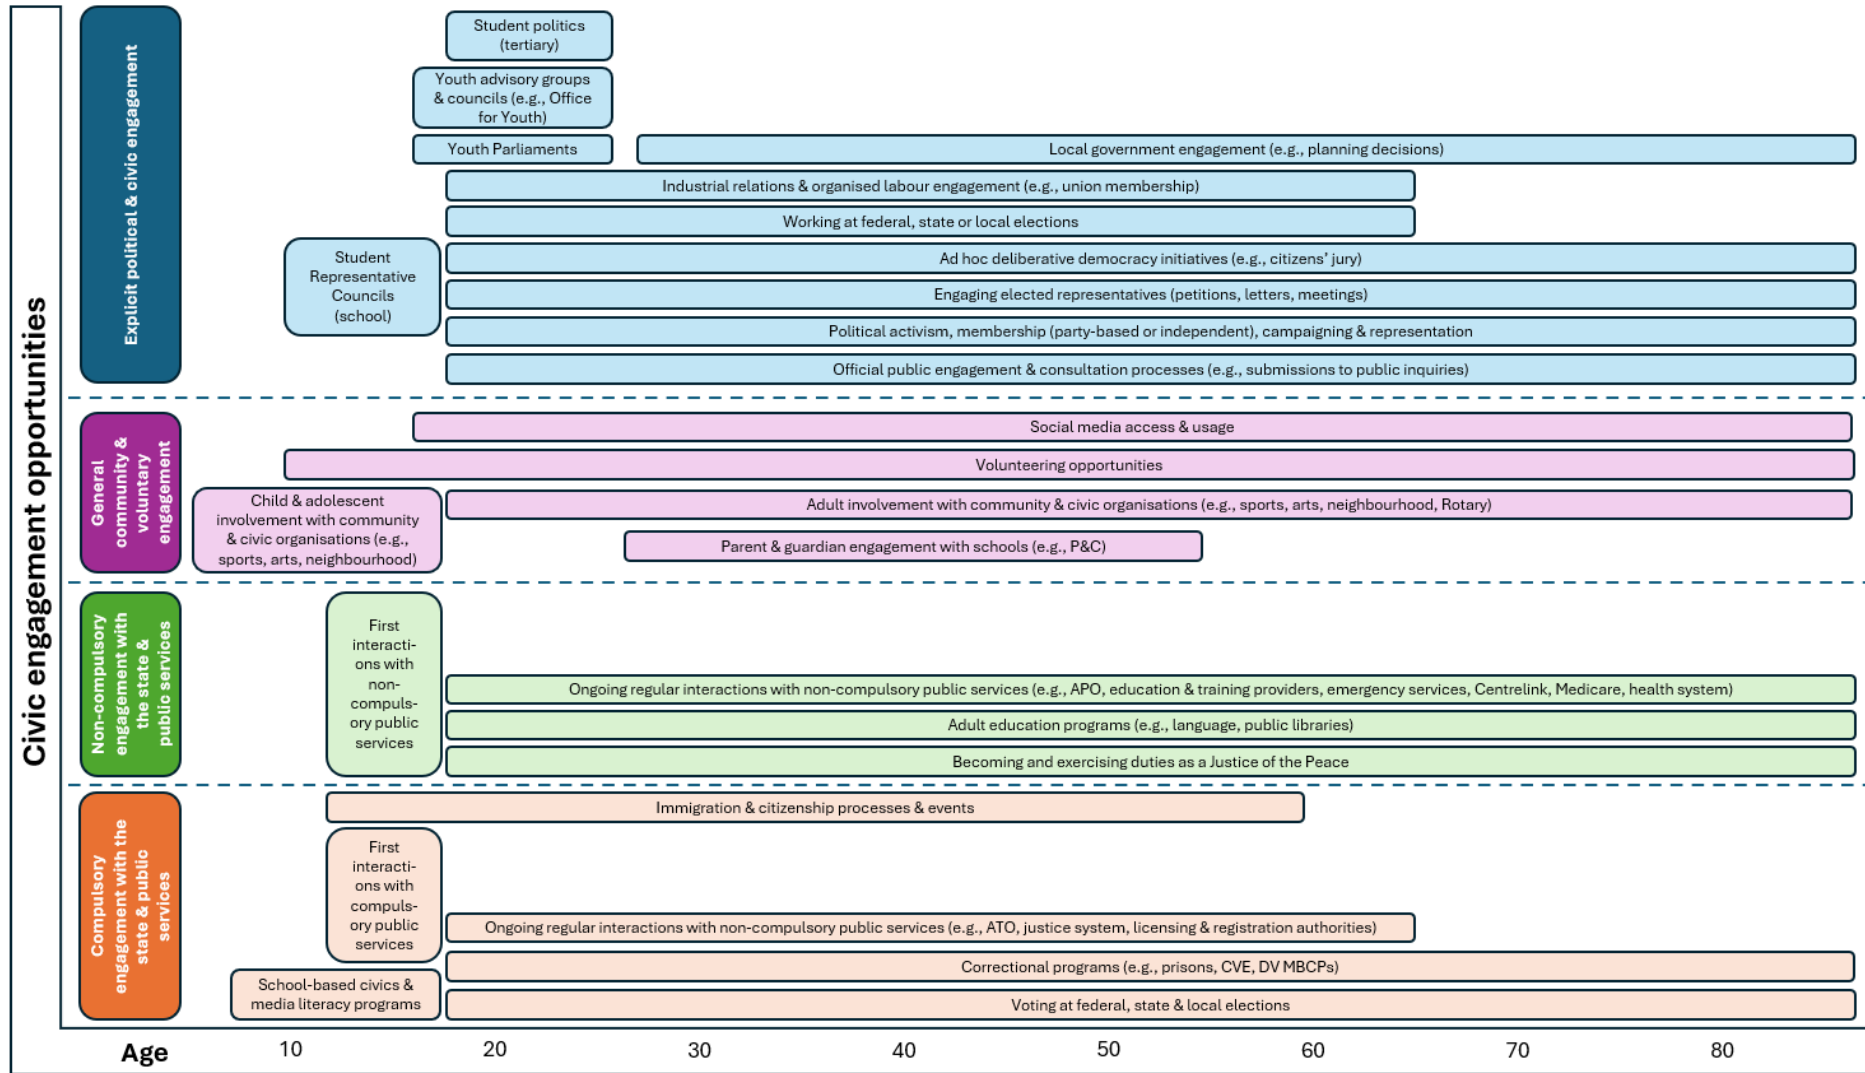 Civic engagement opportunities
Explicit political & civic engagement
Student politics
(tertiary)
Youth advisory groups
& councils (e.g., Office
for Youth)
Youth Parliaments
Local government engagement (e.g., planning decisions)
Industrial relations & organised labour engagement (e.g., union membership)
Working at federal, state or local elections
Student
Representative
Councils
(school)
Ad hoc deliberative democracy initiatives (e.g., citizens’ jury)
Engaging elected representatives (petitions, letters, meetings)
Political activism, membership (party-based or independent), campaigning & representation
Official public engagement & consultation processes (e.g., submissions to public inquiries)
General
community &
voluntary
engagement
Social media access & usage
Volunteering opportunities
Child & adolescent
involvement with community
& civic organisations (e.g.,
sports, arts, neighbourhood)
Adult involvement with community & civic organisations (e.g., sports, arts, neighbourhood, Rotary)
Parent & guardian engagement with schools (e.g., P&C)
Non-compulsory
engagement with
the state &
public services
First
interacti-
ons with
non-
compuls-
ory public
services
Ongoing regular interactions with non-compulsory public services (e.g., APO, education & training providers, emergency services, Centrelink, Medicare, health system)
Adult education programs (e.g., language, public libraries)
Becoming and exercising duties as a Justice of the Peace
Compulsory
engagement with the
state & public
services
Immigration & citizenship processes & events
First
interacti-
ons with
compuls-
ory public
services
Ongoing regular interactions with non-compulsory public services (e.g., ATO, justice system, licensing & registration authorities)
Correctional programs (e.g., prisons, CVE, DV MBCPs)
School-based civics &
media literacy programs
Voting at federal, state & local elections
Age 10 20 30 40 50 60 70 80